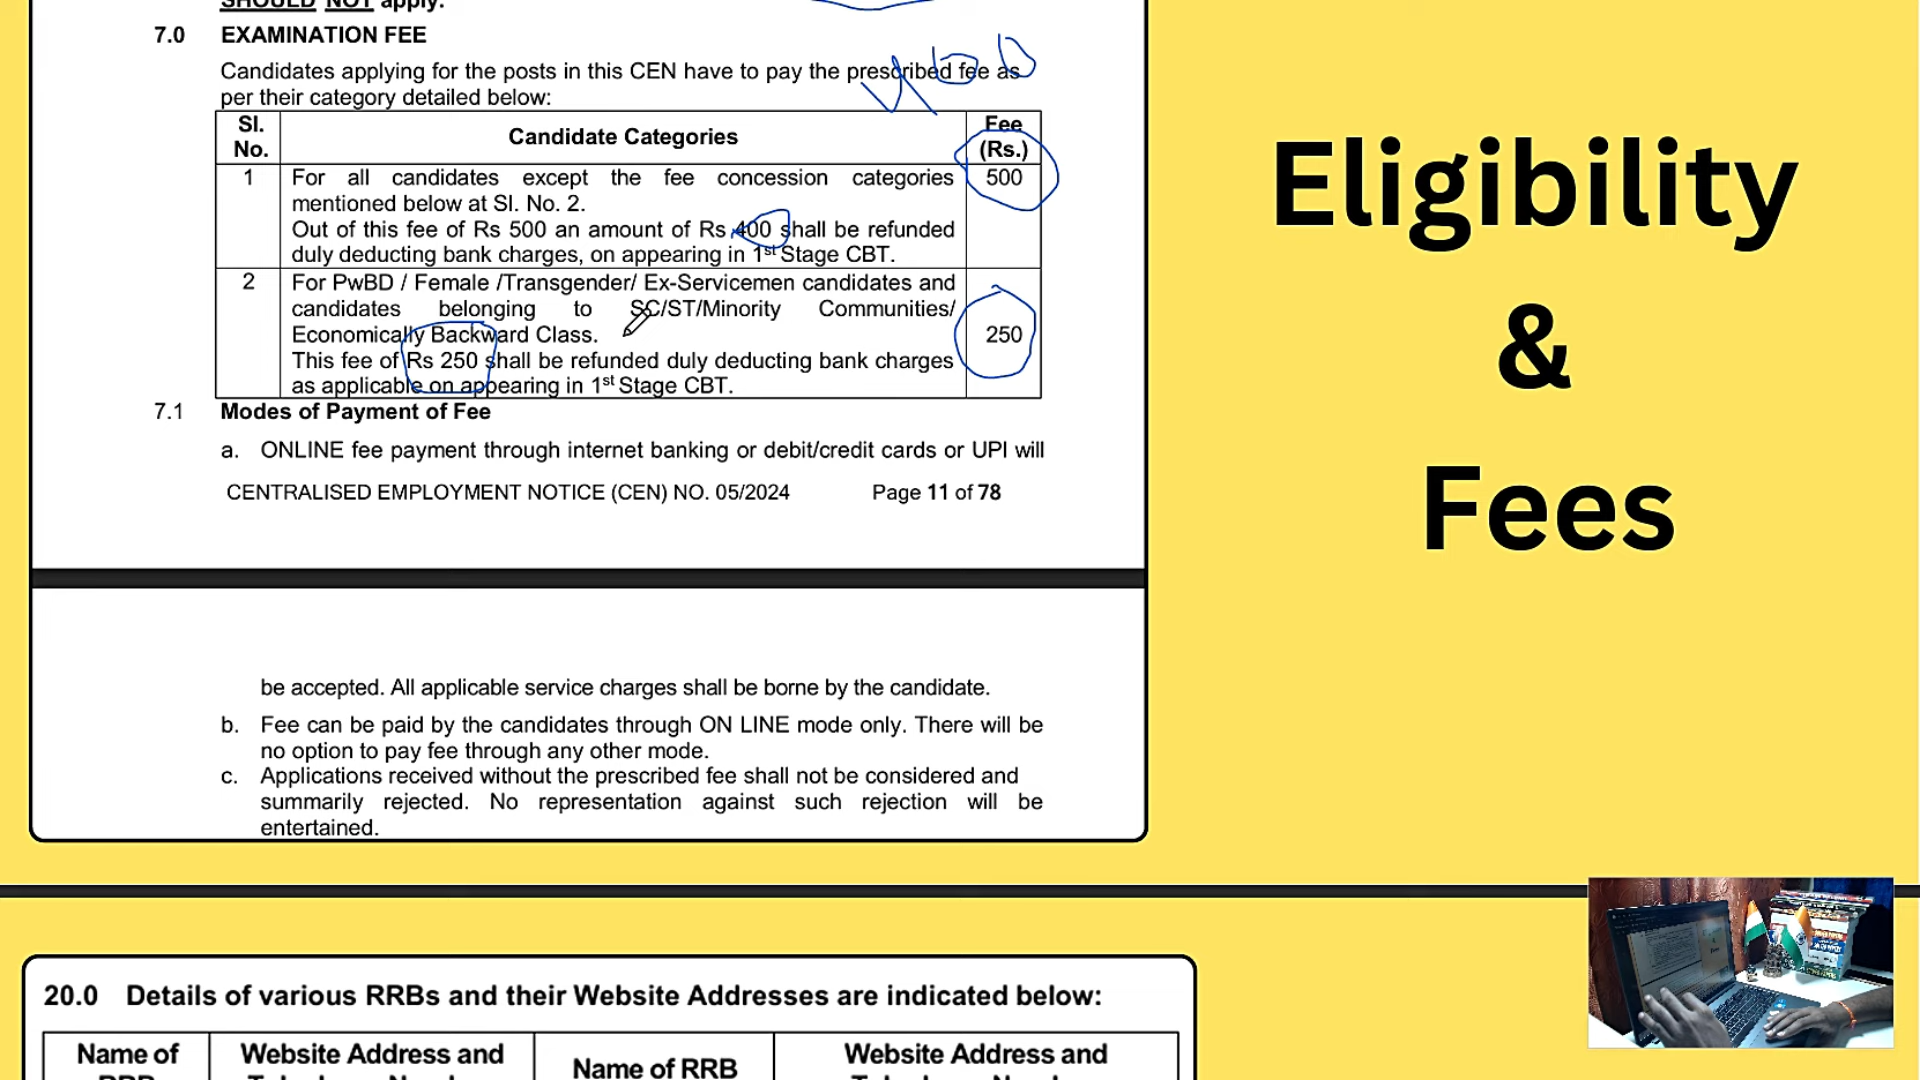 SHOULD NOT apply.
7.0 EXAMINATION FEE
Candidates applying for the posts in this CEN have to pay the prescribed fee as
per their category detailed below:
400
Sl. No. Candidate Categories Fee (Rs.)
1 For all candidates except the fee concession categories 500
mentioned below at Sl. No. 2.
Out of this fee of Rs 500 an amount of Rs 400 shall be refunded
duly deducting bank charges, on appearing in 1st Stage CBT.
2 For PwBD / Female /Transgender/ Ex-Servicemen candidates and
candidates belonging to SC/ST/Minority Communities/
Economically Backward Class. 250
This fee of Rs 250 shall be refunded duly deducting bank charges
as applicable on appearing in 1st Stage CBT.
7.1 Modes of Payment of Fee
a. ONLINE fee payment through internet banking or debit/credit cards or UPI will
CENTRALISED EMPLOYMENT NOTICE (CEN) NO. 05/2024 Page 11 of 78
be accepted. All applicable service charges shall be borne by the candidate.
b. Fee can be paid by the candidates through ON LINE mode only. There will be
no option to pay fee through any other mode.
c. Applications received without the prescribed fee shall not be considered and
summarily rejected. No representation against such rejection will be
entertained.
Eligibility
&
Fees
20.0 Details of various RRBs and their Website Addresses are indicated below:
Name of Website Address and Name of RRB Website Address and